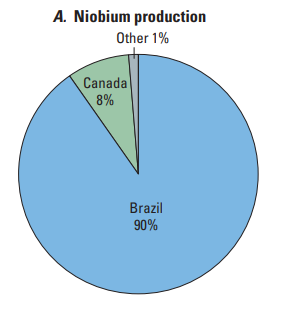 A. Niobium production
Other 1%
Canada
8%
Brazil
90%